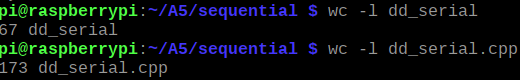 pi@raspberrypi:~/A5/sequential $ wc -l dd_serial
67 dd_serial
pi@raspberrypi:~/A5/sequential $ wc -l dd_serial.cpp
173 dd_serial.cpp